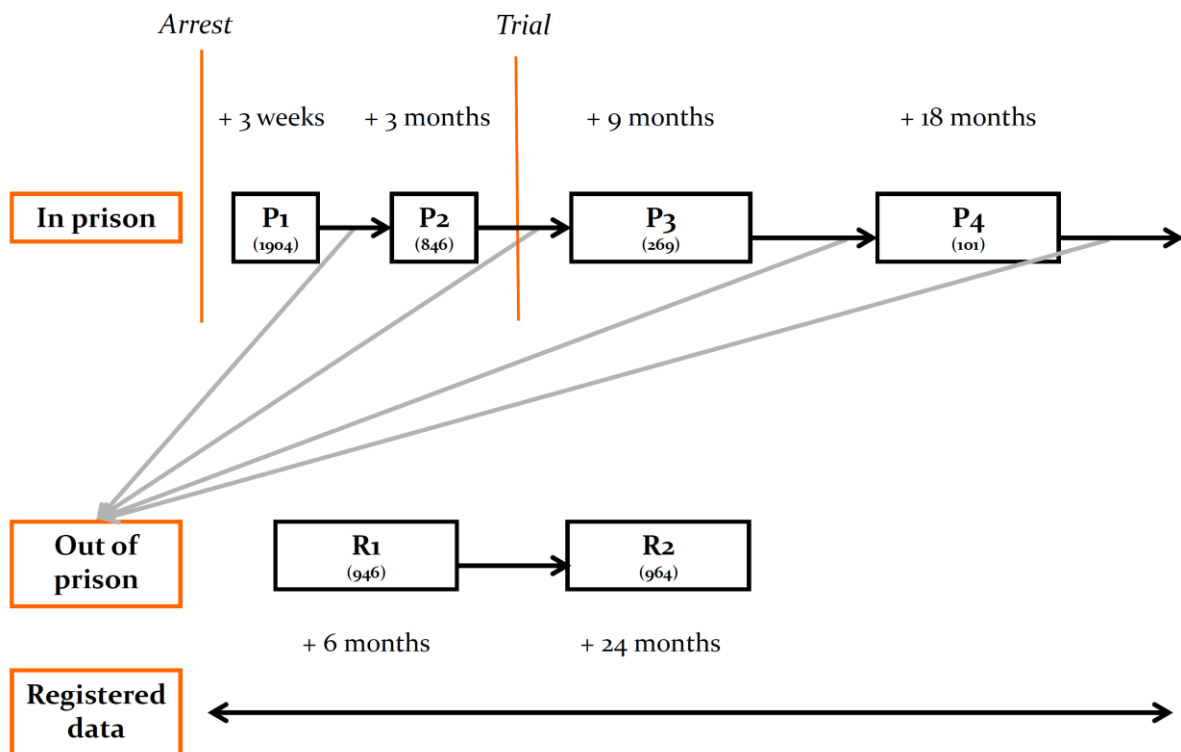 Arrest
Trial
+ 3 weeks
+ 3 months
+ 9 months
+ 18 months
In prison
P1
(1904)
P2
(846)
P3
(269)
P4
(101)
Out of
prison
R1
(946)
R2
(964)
+ 6 months
+ 24 months
Registered
data